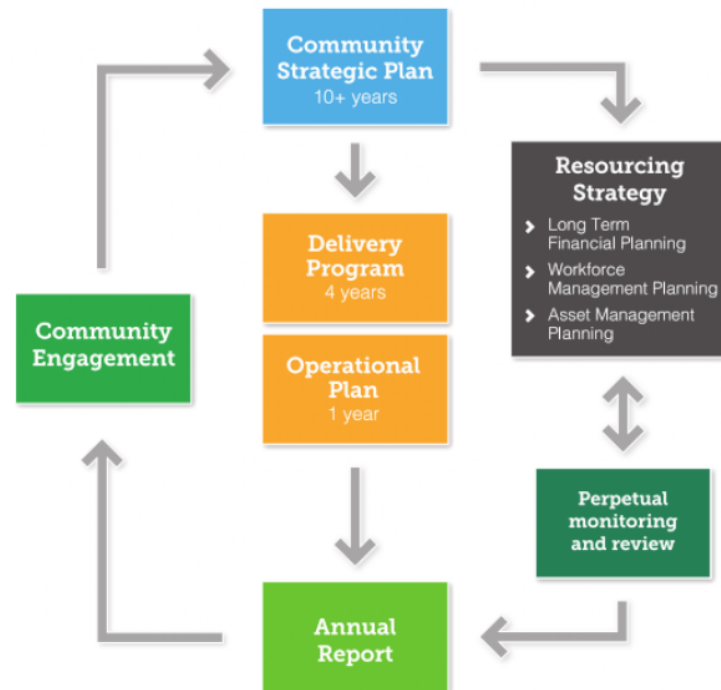 Community
Strategic Plan
10+ years
Resourcing
Strategy
Long Term
Financial Planning
Workforce
Management Planning
Asset Management
Planning
Delivery
Program
4 years
Community
Engagement
Operational
Plan
1 year
Perpetual
monitoring
and review
Annual
Report